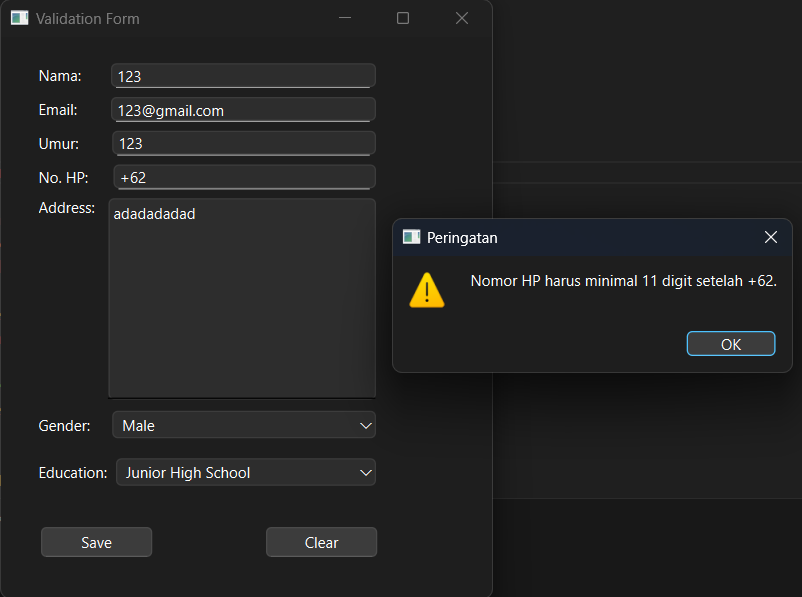 Validation Form
Nama: 123
Email: 123@gmail.com
Umur: 123
No. HP: +62
Address: adadadadad
Peringatan
Nomor HP harus minimal 11 digit setelah +62.
OK
Gender: Male
Education: Junior High School
Save Clear